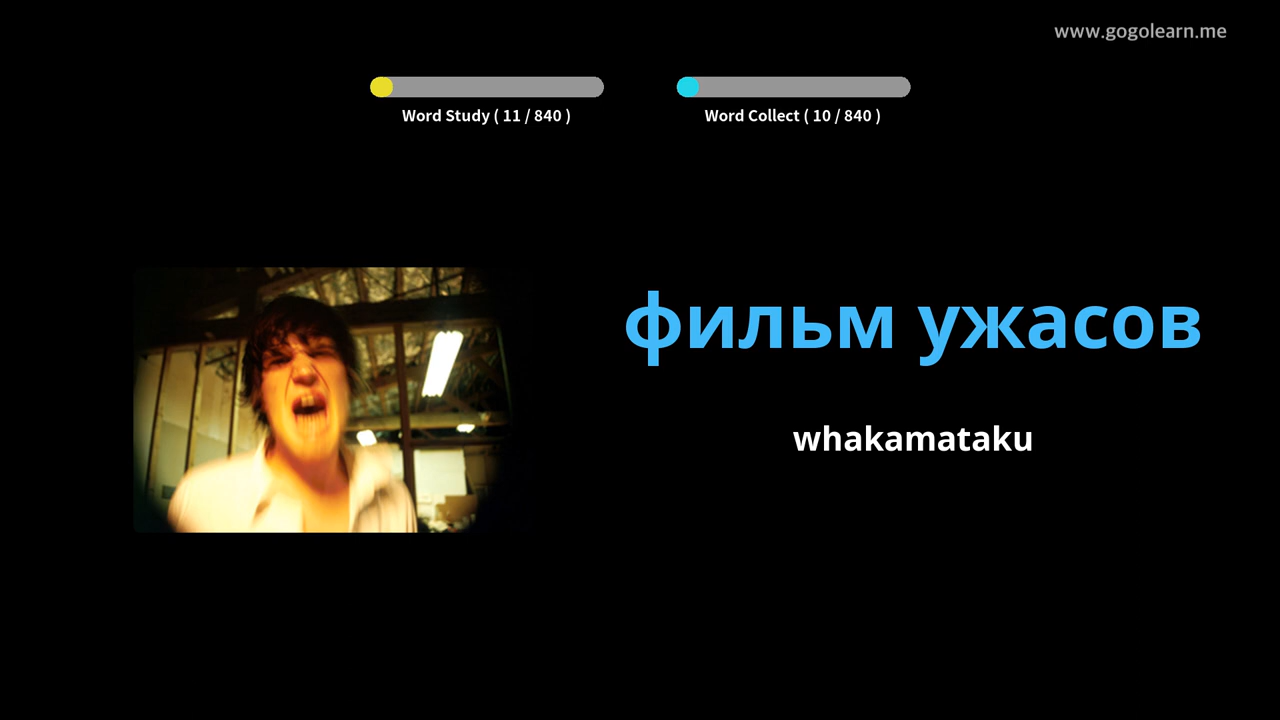 www.gogolearn.me
Word Study ( 11 / 840 )
Word Collect ( 10 / 840 )
фильм ужасов
whakamataku